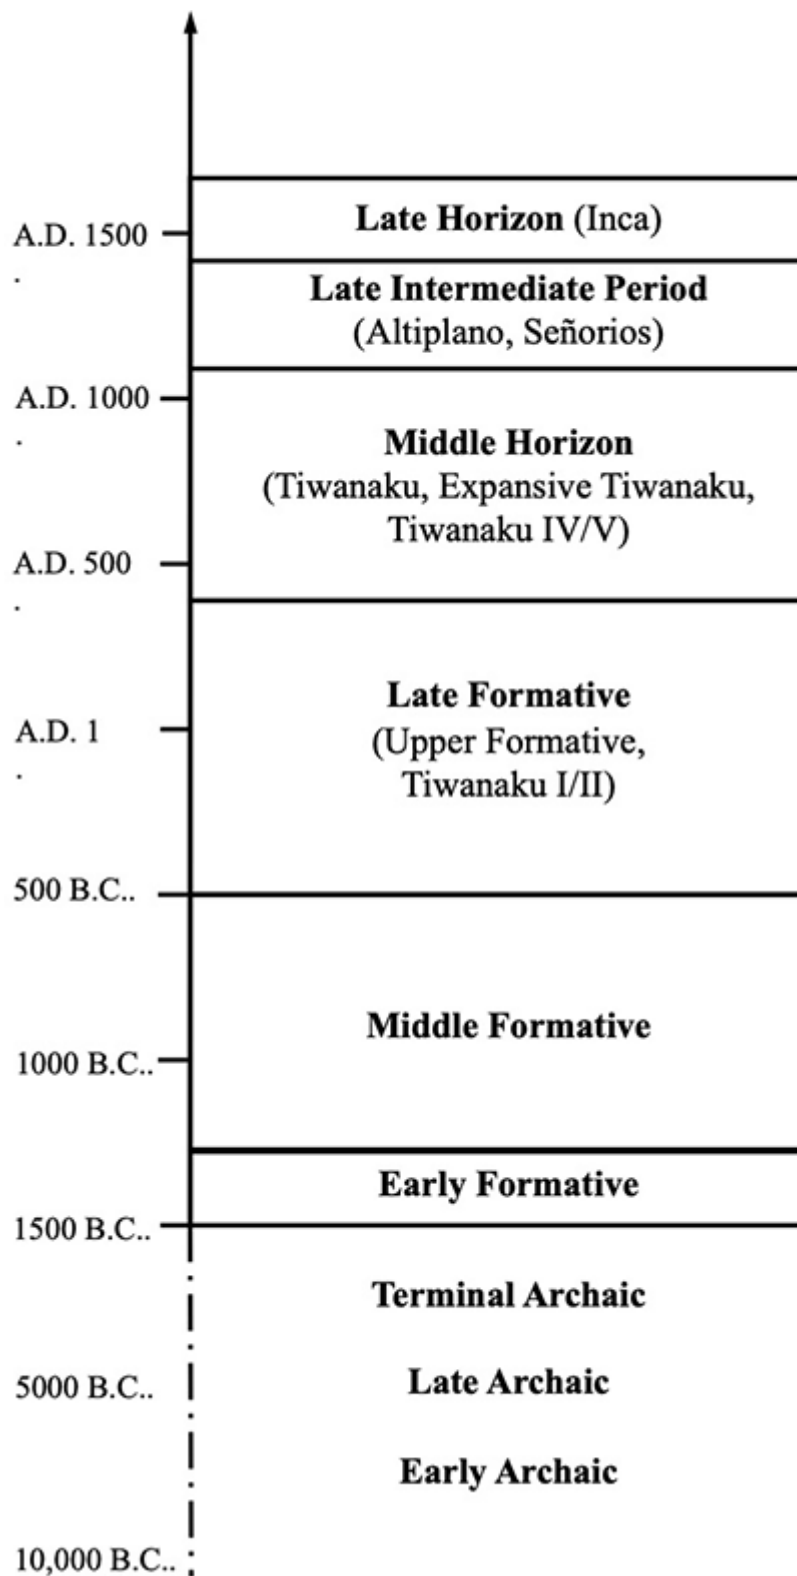 Late Horizon (Inca)
A.D. 1500
.
Late Intermediate Period
(Altiplano, Señorios)
A.D. 1000
.
Middle Horizon
(Tiwanaku, Expansive Tiwanaku,
Tiwanaku IV/V)
A.D. 500
.
Late Formative
A.D. 1
.
(Upper Formative,
Tiwanaku I/II)
500 B.C..
Middle Formative
1000 B.C..
Early Formative
1500 B.C..
Terminal Archaic
5000 B.C..
Late Archaic
Early Archaic
10,000 B.C..